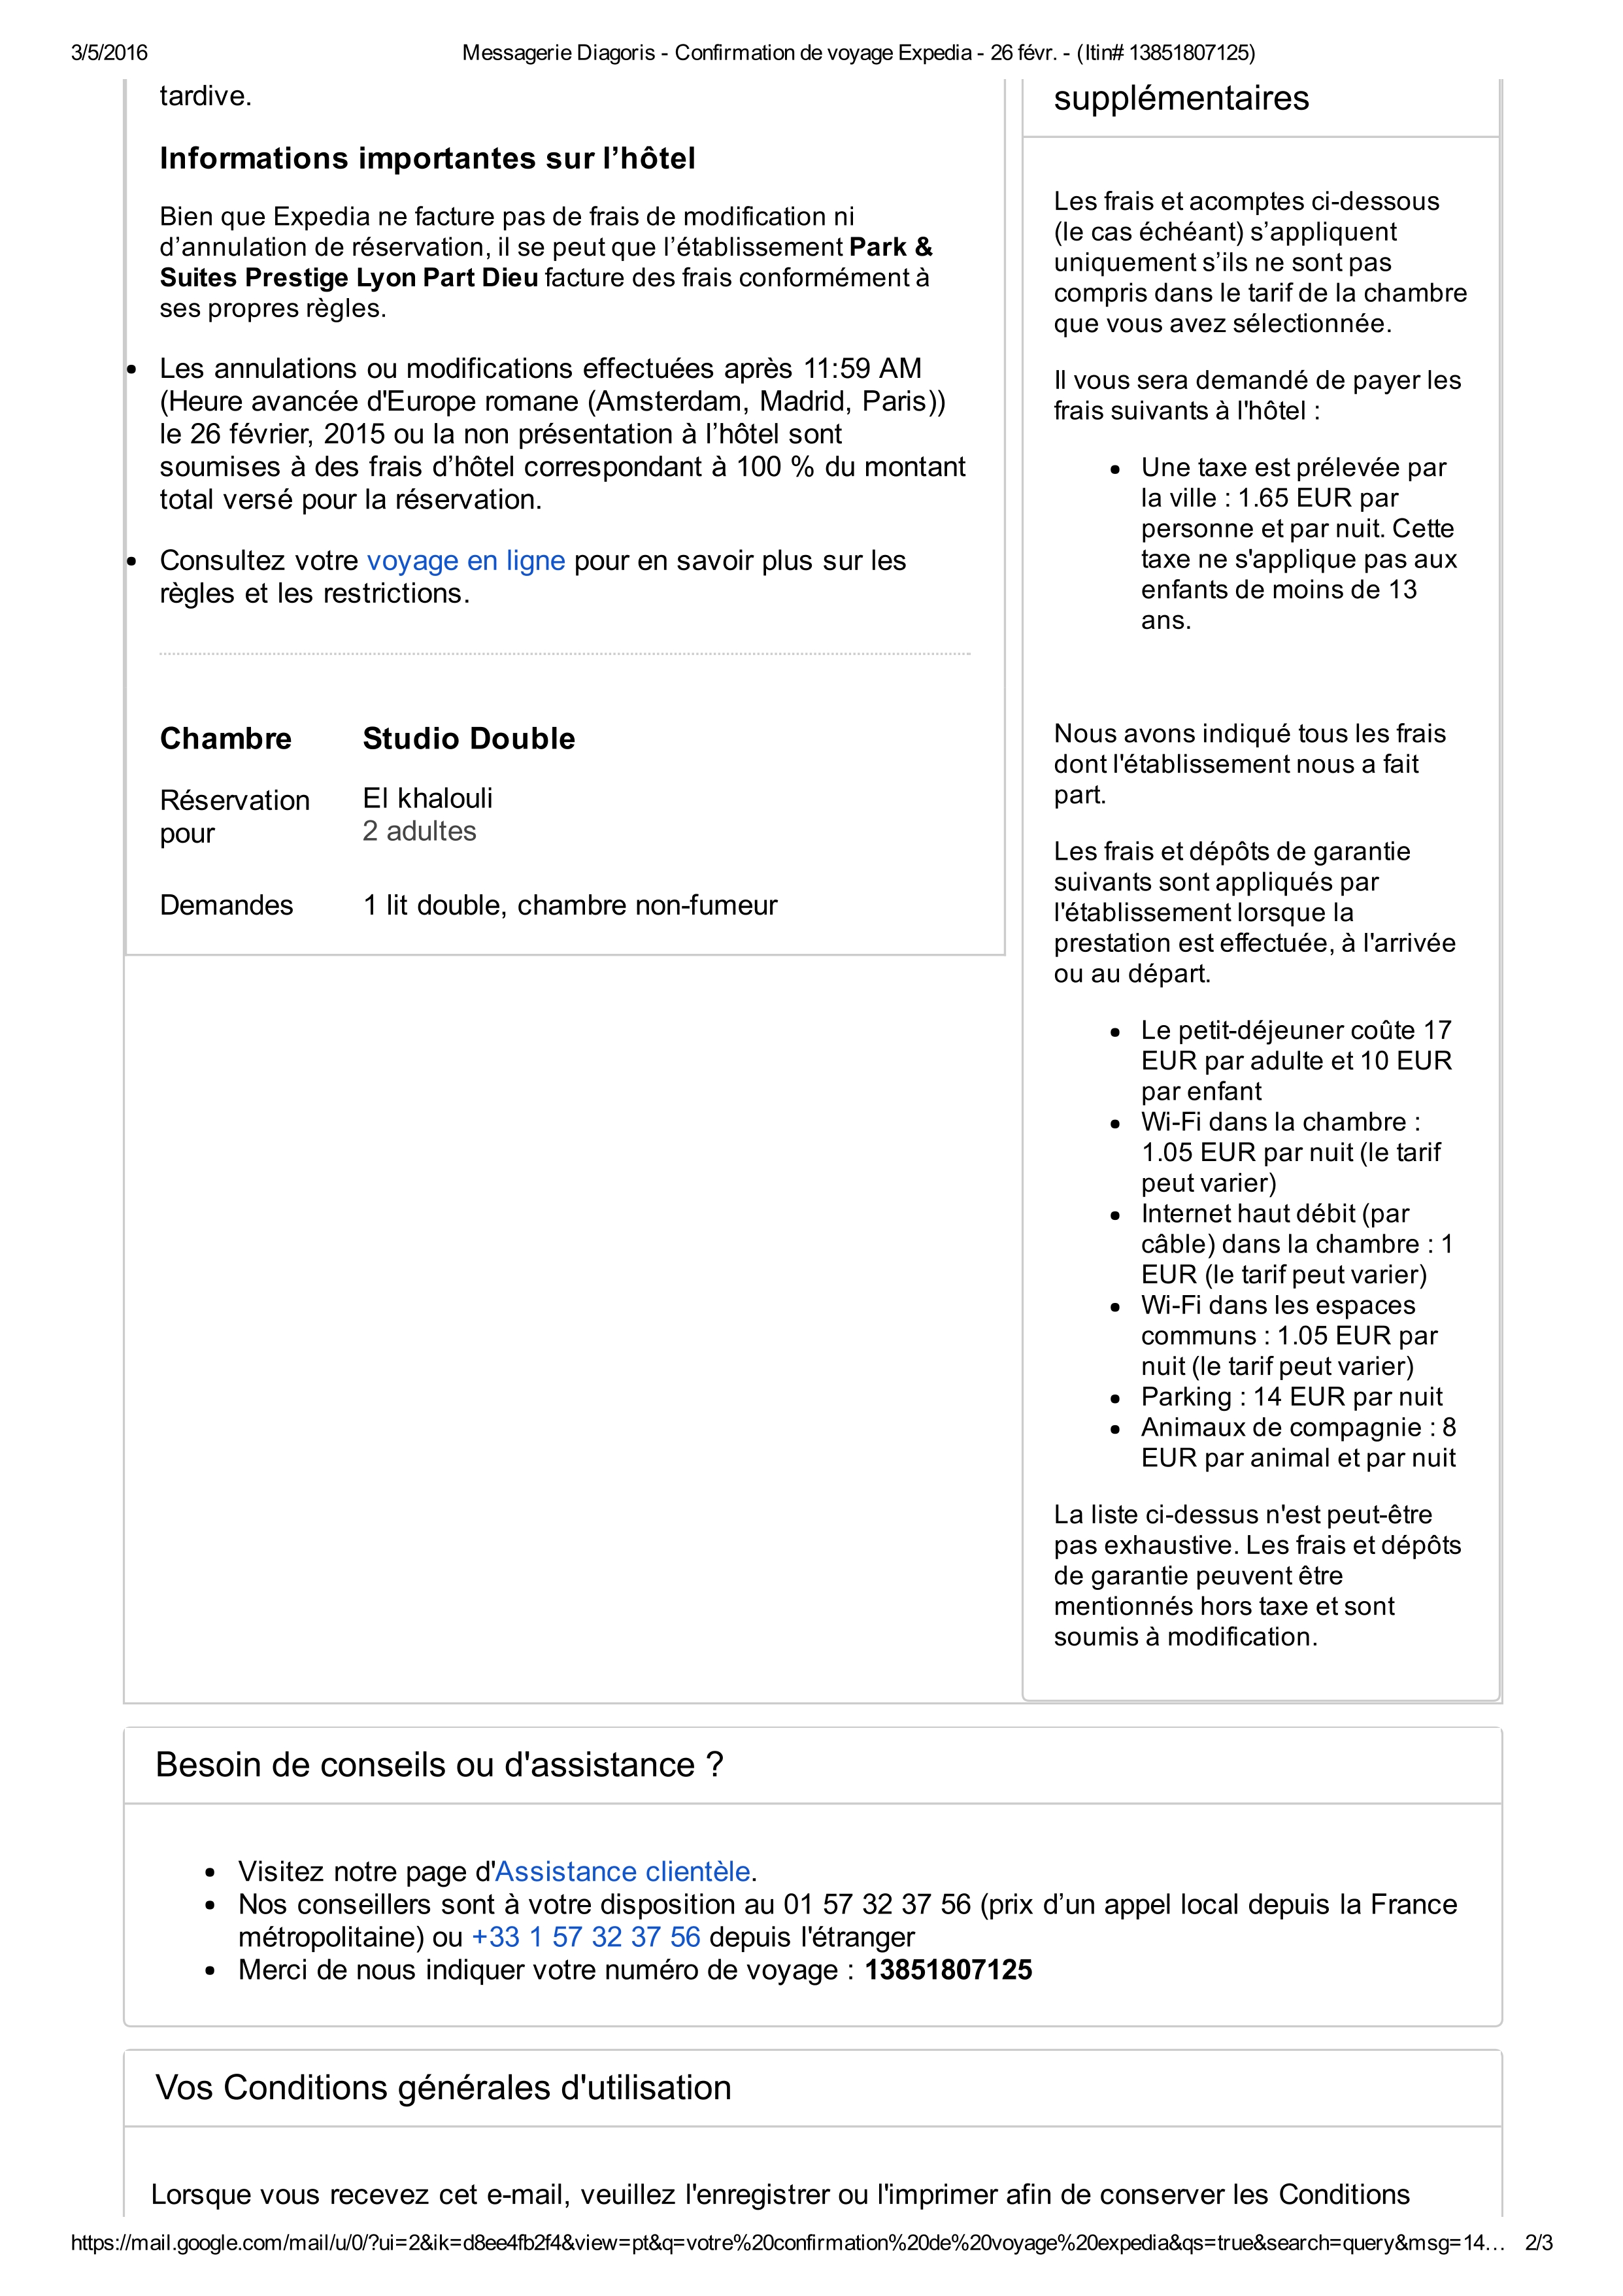 3/5/2016
Messagerie Diagoris - Confirmation de voyage Expedia - 26 févr. - (Itin# 13851807125)
tardive.
Informations importantes sur l’hôtel
Bien que Expedia ne facture pas de frais de modification ni
d’annulation de réservation, il se peut que l’établissement Park &
Suites Prestige Lyon Part Dieu facture des frais conformément à
ses propres règles.
• Les annulations ou modifications effectuées après 11:59 AM
(Heure avancée d'Europe romane (Amsterdam, Madrid, Paris))
le 26 février, 2015 ou la non présentation à l’hôtel sont
soumises à des frais d’hôtel correspondant à 100 % du montant
total versé pour la réservation.
• Consultez votre voyage en ligne pour en savoir plus sur les
règles et les restrictions.
Chambre Studio Double
Réservation
pour
El khalouli
2 adultes
Demandes 1 lit double, chambre non-fumeur
supplémentaires
Les frais et acomptes ci-dessous
(le cas échéant) s’appliquent
uniquement s’ils ne sont pas
compris dans le tarif de la chambre
que vous avez sélectionnée.
Il vous sera demandé de payer les
frais suivants à l'hôtel :
• Une taxe est prélevée par
la ville : 1.65 EUR par
personne et par nuit. Cette
taxe ne s'applique pas aux
enfants de moins de 13
ans.
Nous avons indiqué tous les frais
dont l'établissement nous a fait
part.
Les frais et dépôts de garantie
suivants sont appliqués par
l'établissement lorsque la
prestation est effectuée, à l'arrivée
ou au départ.
• Le petit-déjeuner coûte 17
EUR par adulte et 10 EUR
par enfant
• Wi-Fi dans la chambre :
1.05 EUR par nuit (le tarif
peut varier)
• Internet haut débit (par
câble) dans la chambre : 1
EUR (le tarif peut varier)
• Wi-Fi dans les espaces
communs : 1.05 EUR par
nuit (le tarif peut varier)
• Parking : 14 EUR par nuit
• Animaux de compagnie : 8
EUR par animal et par nuit
La liste ci-dessus n'est peut-être
pas exhaustive. Les frais et dépôts
de garantie peuvent être
mentionnés hors taxe et sont
soumis à modification.
Besoin de conseils ou d'assistance ?
• Visitez notre page d'Assistance clientèle.
• Nos conseillers sont à votre disposition au 01 57 32 37 56 (prix d’un appel local depuis la France
métropolitaine) ou +33 1 57 32 37 56 depuis l'étranger
• Merci de nous indiquer votre numéro de voyage : 13851807125
Vos Conditions générales d'utilisation
Lorsque vous recevez cet e-mail, veuillez l'enregistrer ou l'imprimer afin de conserver les Conditions
https://mail.google.com/mail/u/0/?ui=2&ik=d8ee4fb2f4&view=pt&q=votre%20confirmation%20de%20voyage%20expedia&qs=true&search=query&msg=14… 2/3